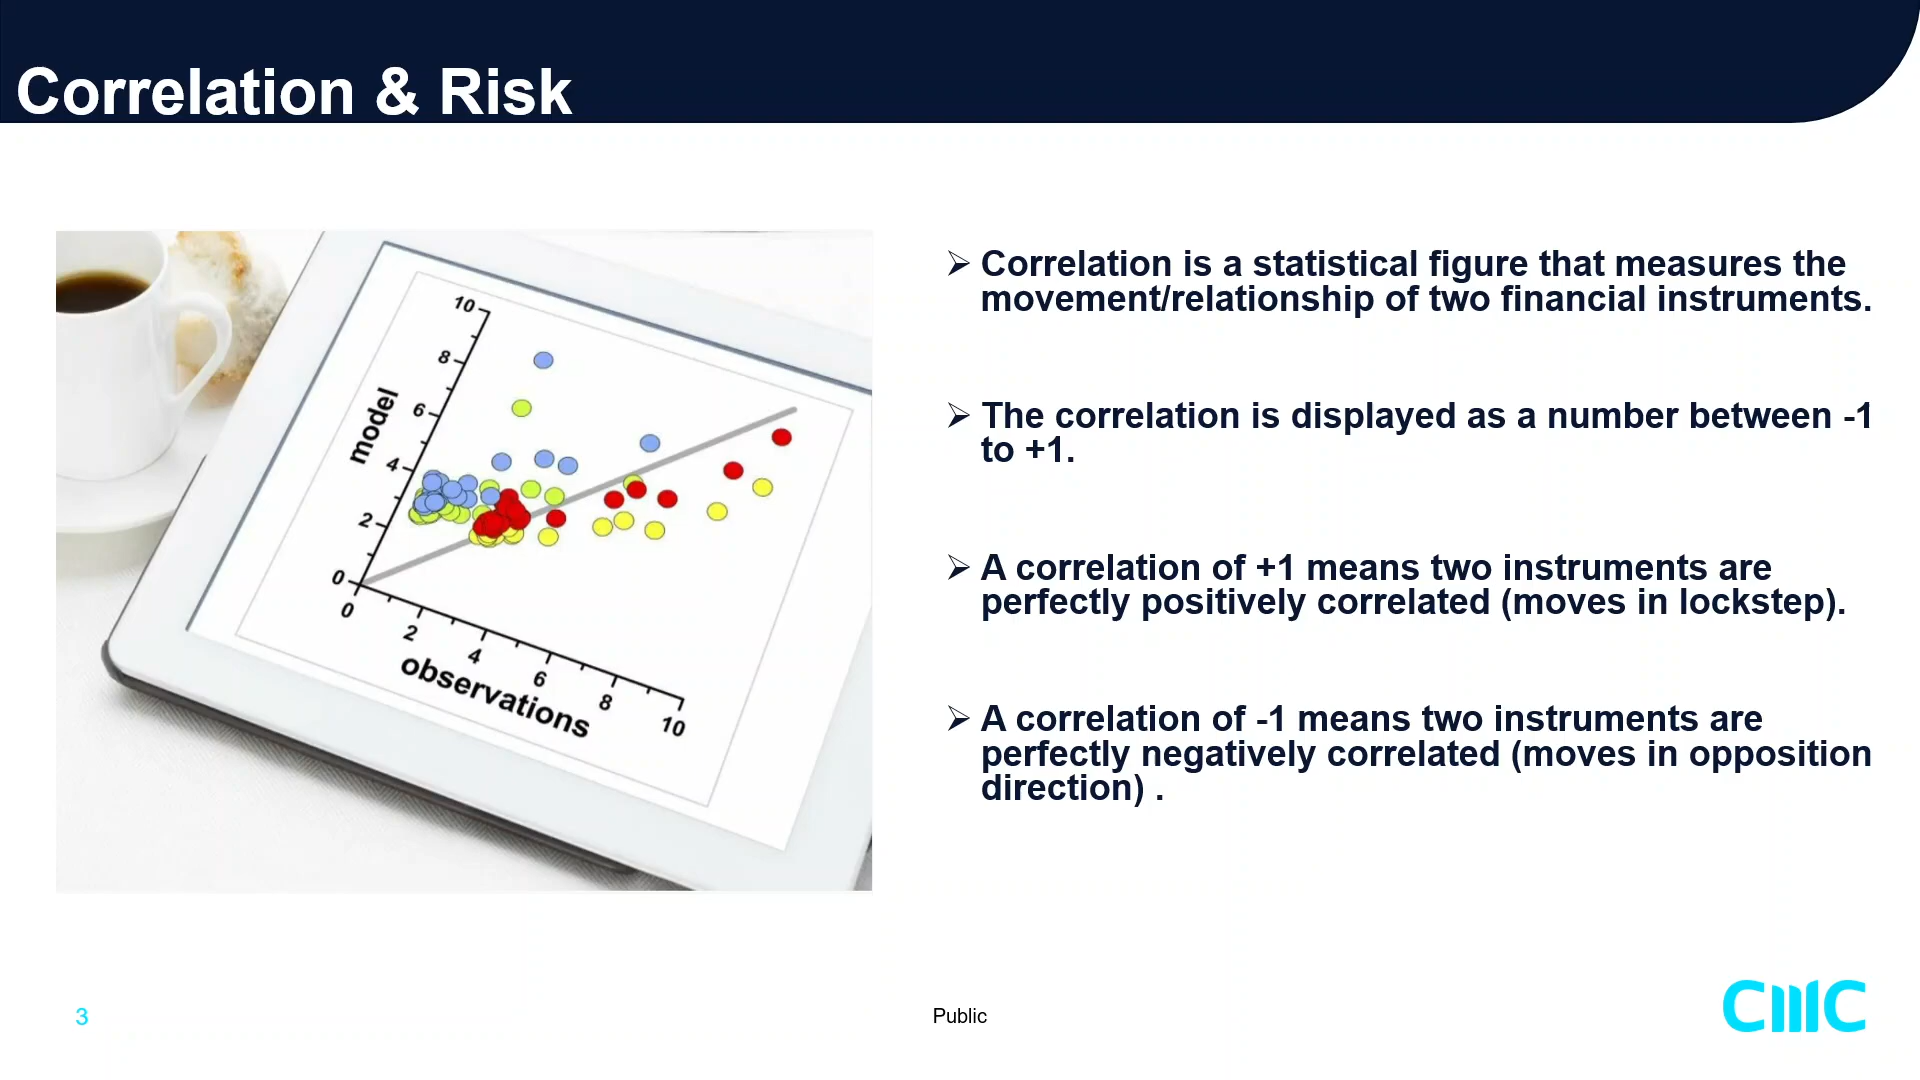 Correlation & Risk
10
8
6
4
2
0
model
0
2
4
6
8
10
observations
➢ Correlation is a statistical figure that measures the
movement/relationship of two financial instruments.
➢ The correlation is displayed as a number between -1
to +1.
➢ A correlation of +1 means two instruments are
perfectly positively correlated (moves in lockstep).
➢ A correlation of -1 means two instruments are
perfectly negatively correlated (moves in opposition
direction) .
3
Public
CMC